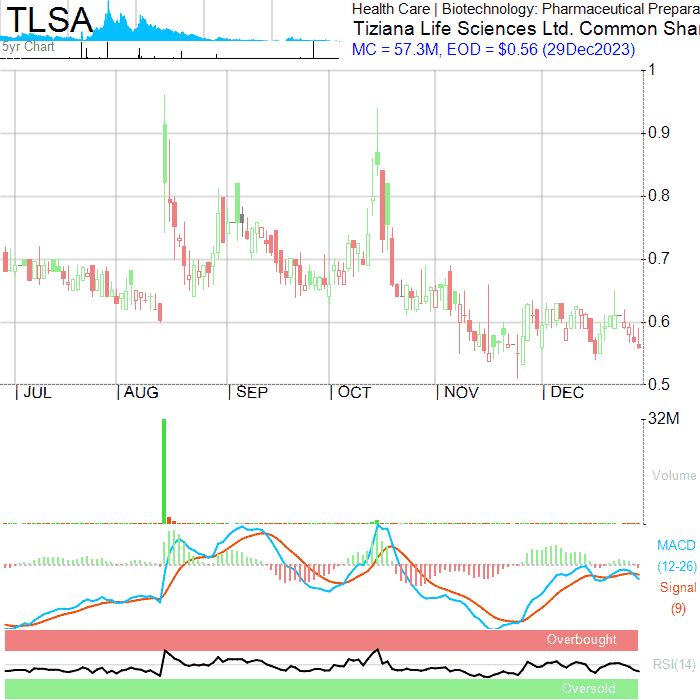 TLSA
5yr Chart
Health Care | Biotechnology: Pharmaceutical Prepara
Tiziana Life Sciences Ltd. Common Shar
MC = 57.3M, EOD = $0.56 (29Dec2023)
1
0.9
0.8
0.7
0.6
0.5
| JUL | AUG | SEP | OCT | NOV | DEC
32M
Volume
MACD
(12-26)
Signal
(9)
Overbought
RSI(14)
Oversold